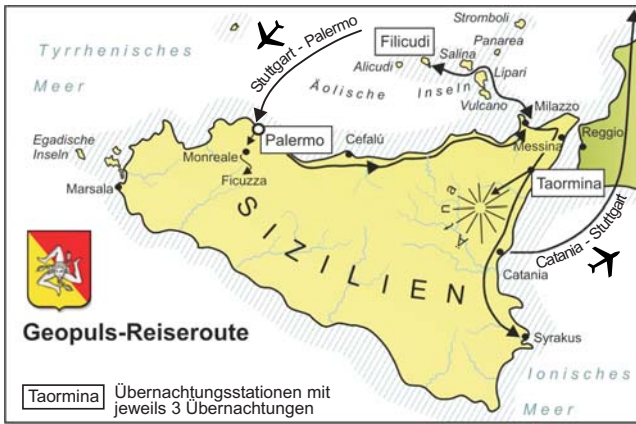 Stromboli
Tyrrhenisches
Meer
Stuttgart - Palermo
Filicudi
Panarea
Alicudi
Salina
Lipari
Äolische Inseln
Vulcano
Milazzo
Egadische
Inseln
Palermo
Cefalú
Messina
Reggio
Monreale
Ficuzza
Marsala
Taormina
Ätna
SIZILIEN
Catania - Stuttgart
Catania
Geopuls-Reiseroute
Syrakus
Ionisches
Meer
Taormina
Übernachtungsstationen mit
jeweils 3 Übernachtungen